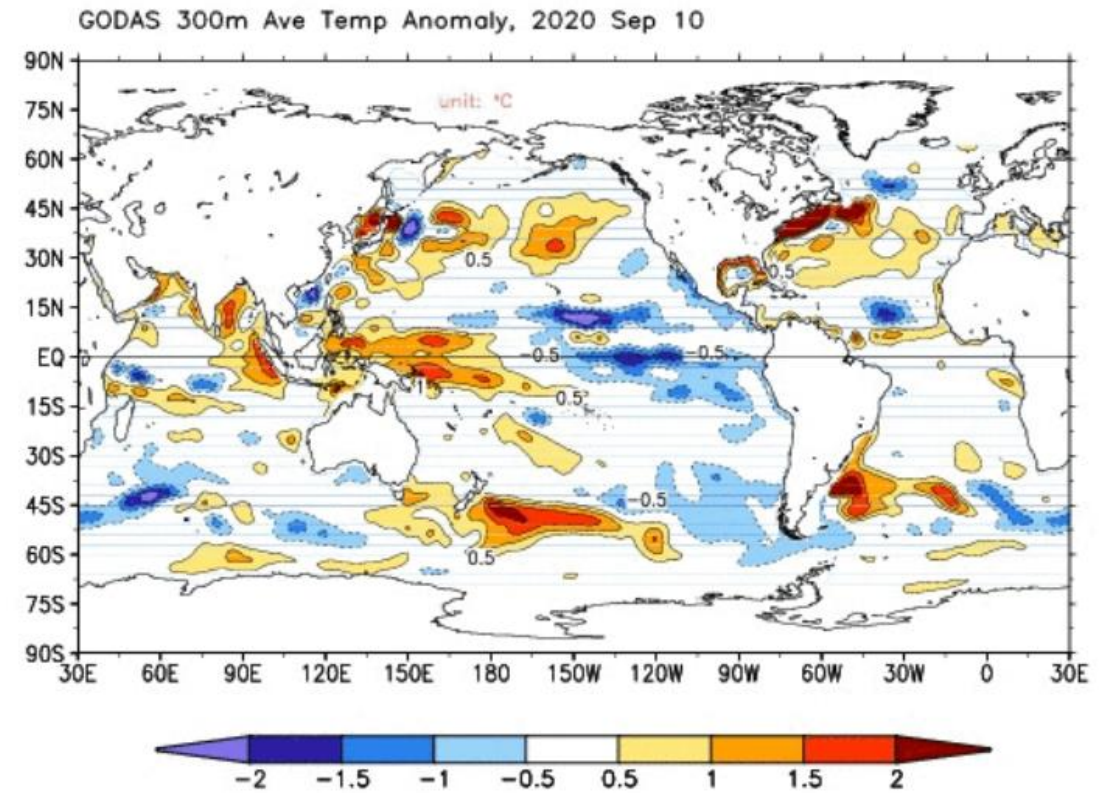 GODAS 300m Ave Temp Anomaly, 2020 Sep 10
90N
unit: °C
75N
60N
45N
0.5
0.5
30N
15N
EQ
-0.5
-0.5
1
0.5
15S
30S
-0.5
45S
0.5
60S
75S
90S
30E 60E 90E 120E 150E 180 150W 120W 90W 60W 30W 0 30E
-2 -1.5 -1 -0.5 0.5 1 1.5 2